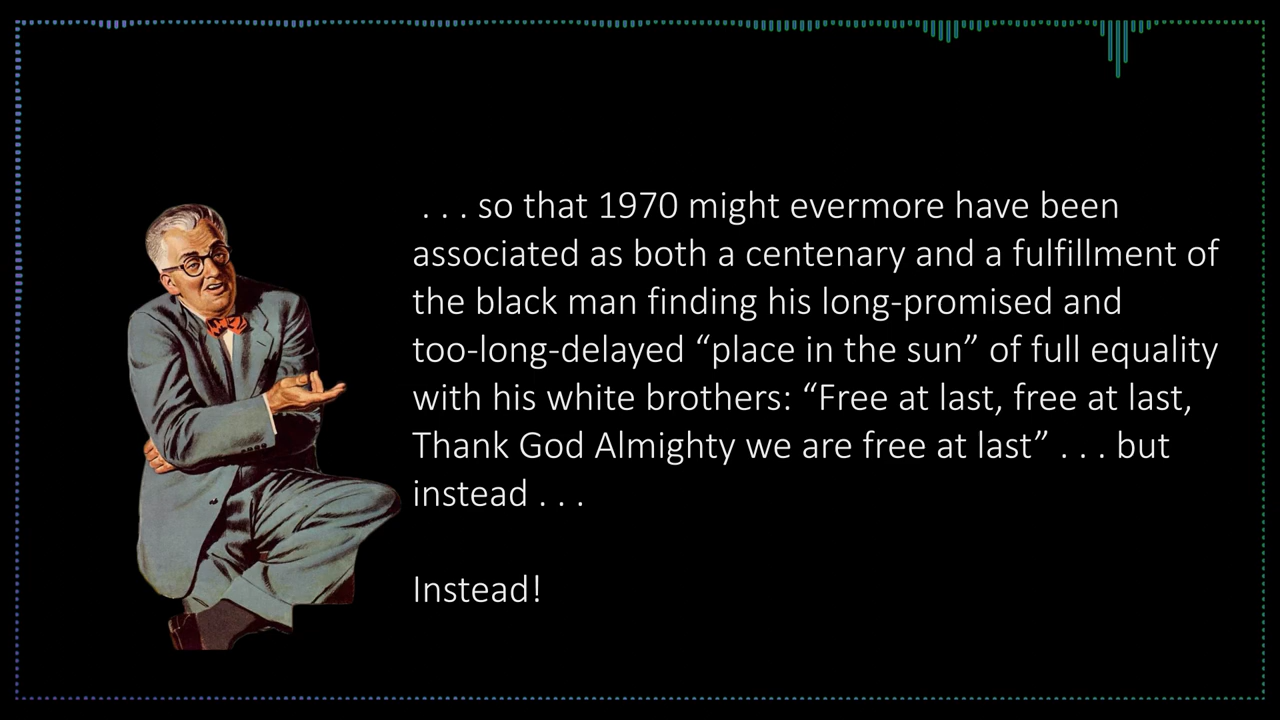 . . . so that 1970 might evermore have been
associated as both a centenary and a fulfillment of
the black man finding his long-promised and
too-long-delayed “place in the sun” of full equality
with his white brothers: “Free at last, free at last,
Thank God Almighty we are free at last” . . . but
instead . . .
Instead!